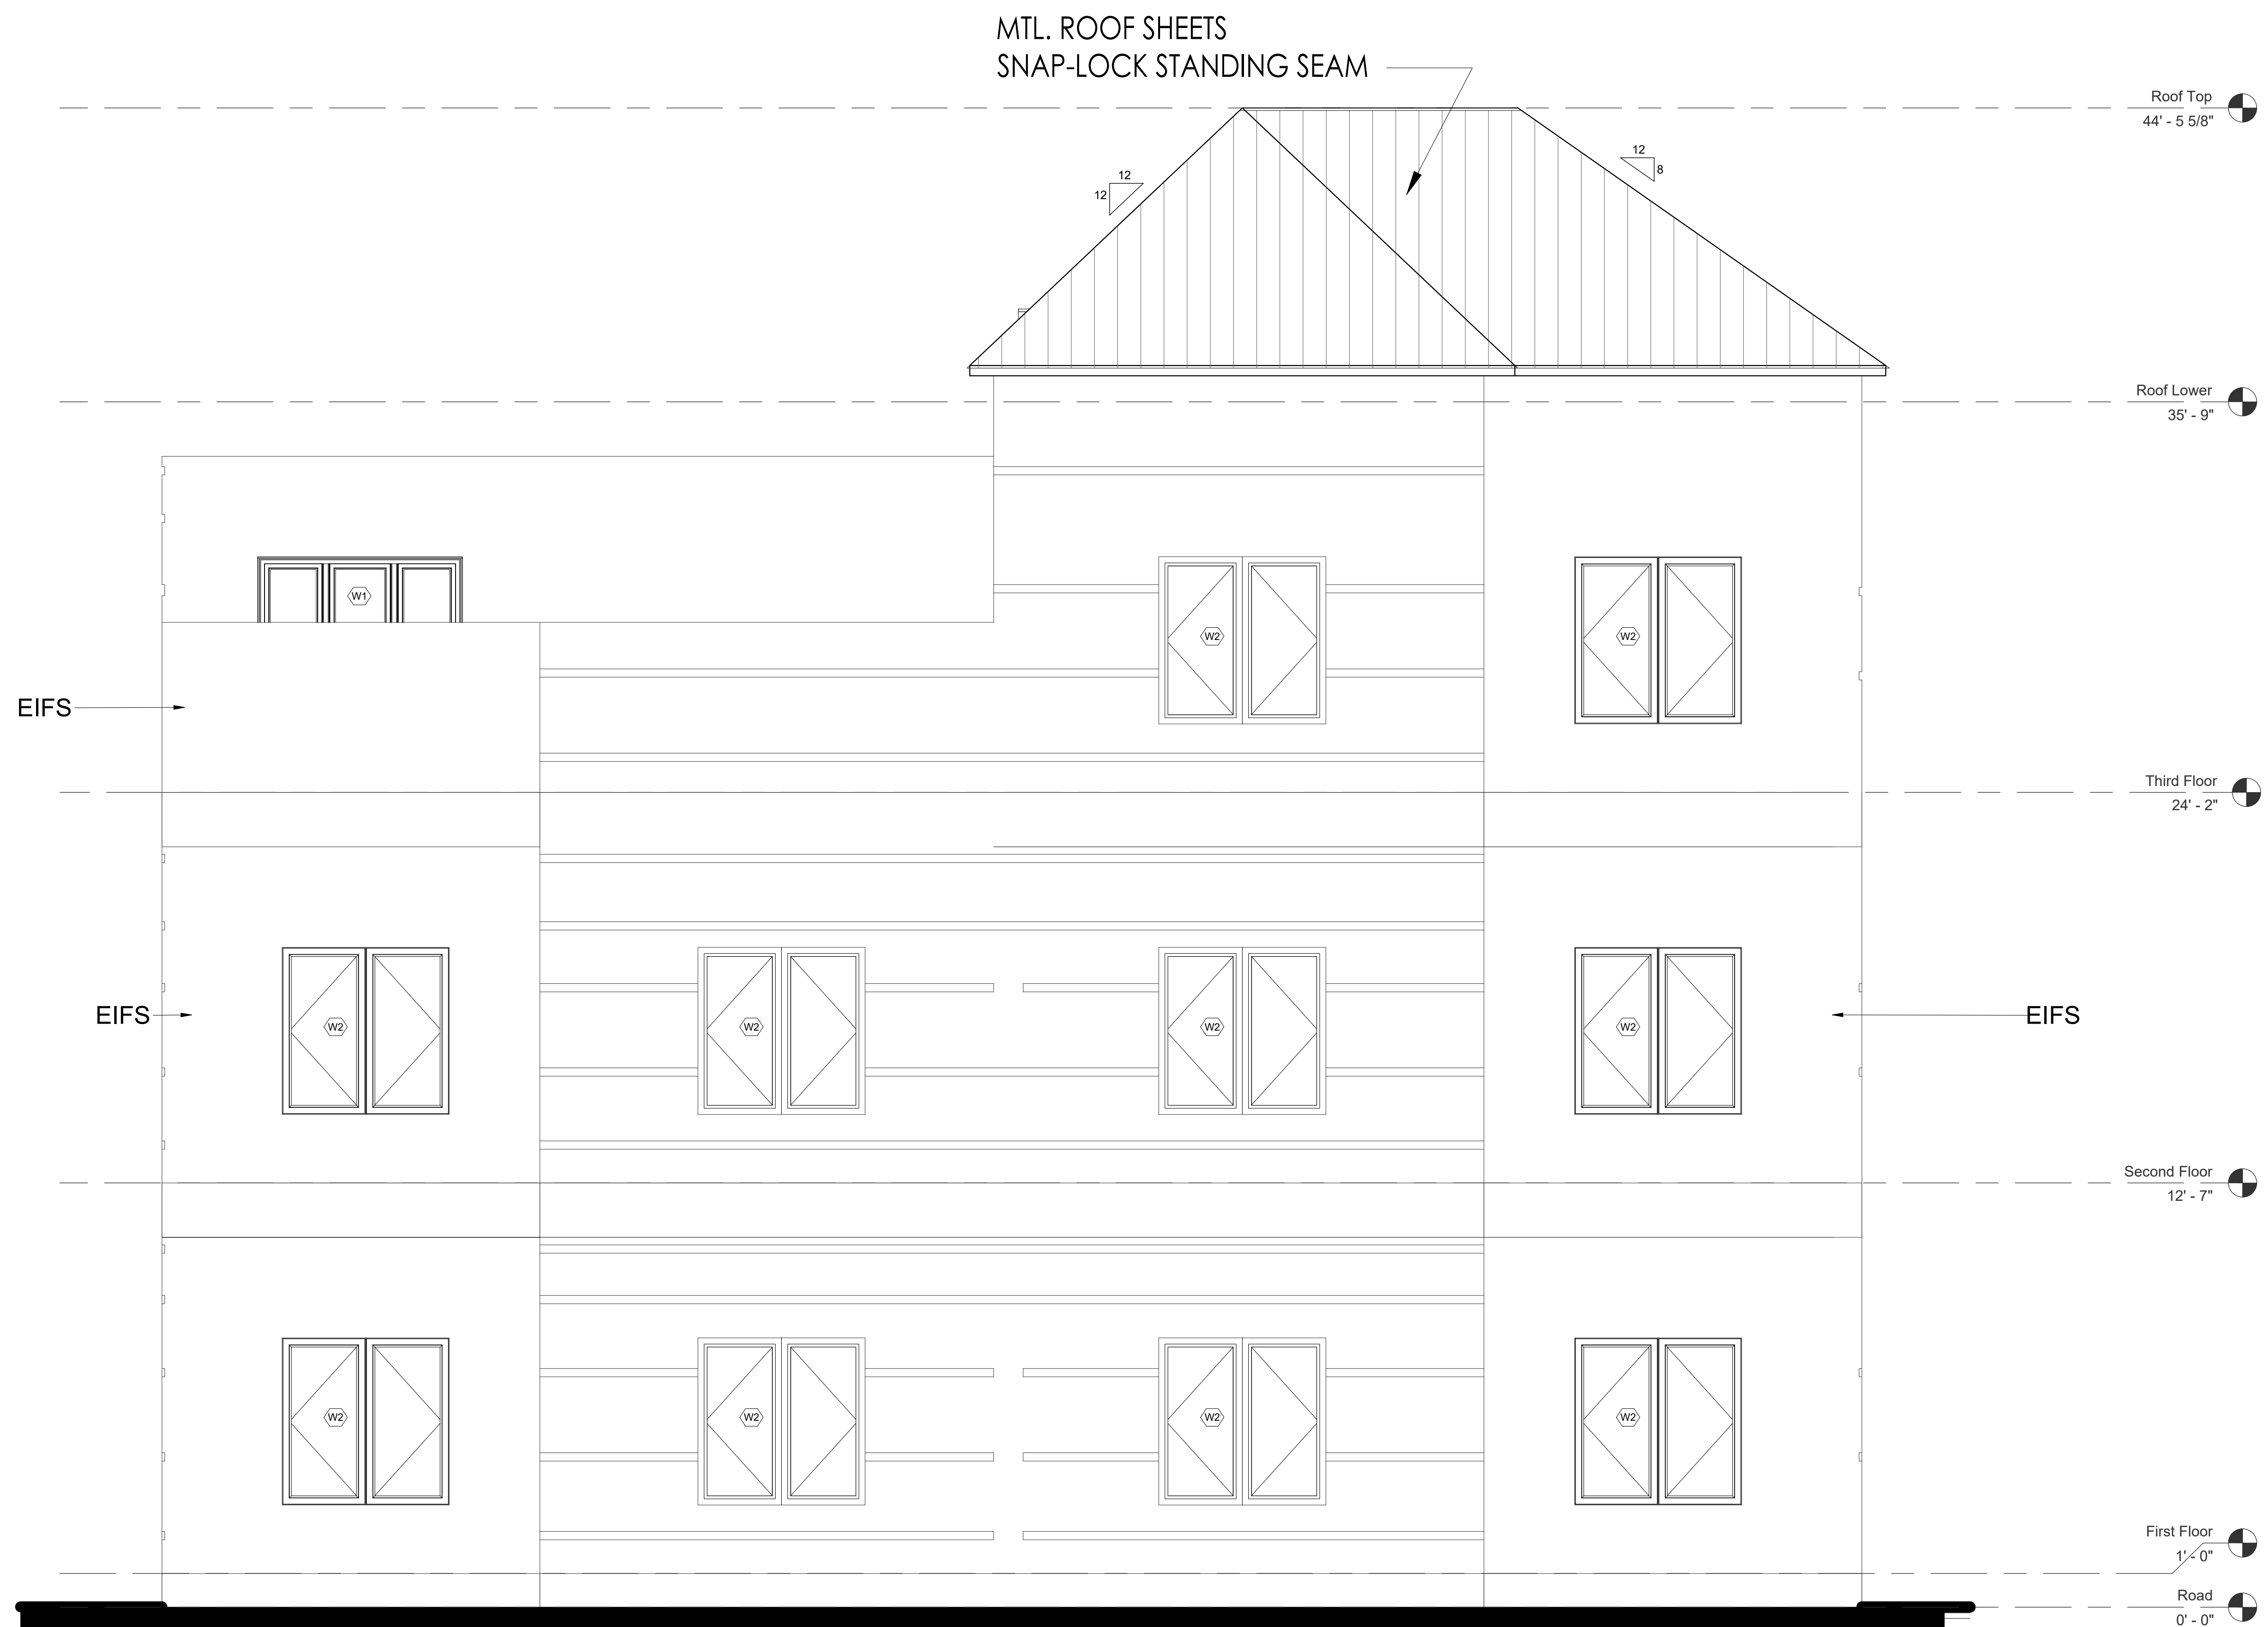 MTL. ROOF SHEETS
SNAP-LOCK STANDING SEAM
Roof Top
44' - 5 5/8"
12
8
12
12
Roof Lower
35' - 9"
W1
W2
W2
EIFS
Third Floor
24' - 2"
EIFS
W2
W2
W2
W2
EIFS
Second Floor
12' - 7"
W2
W2
W2
W2
First Floor
1' - 0"
Road
0' - 0"